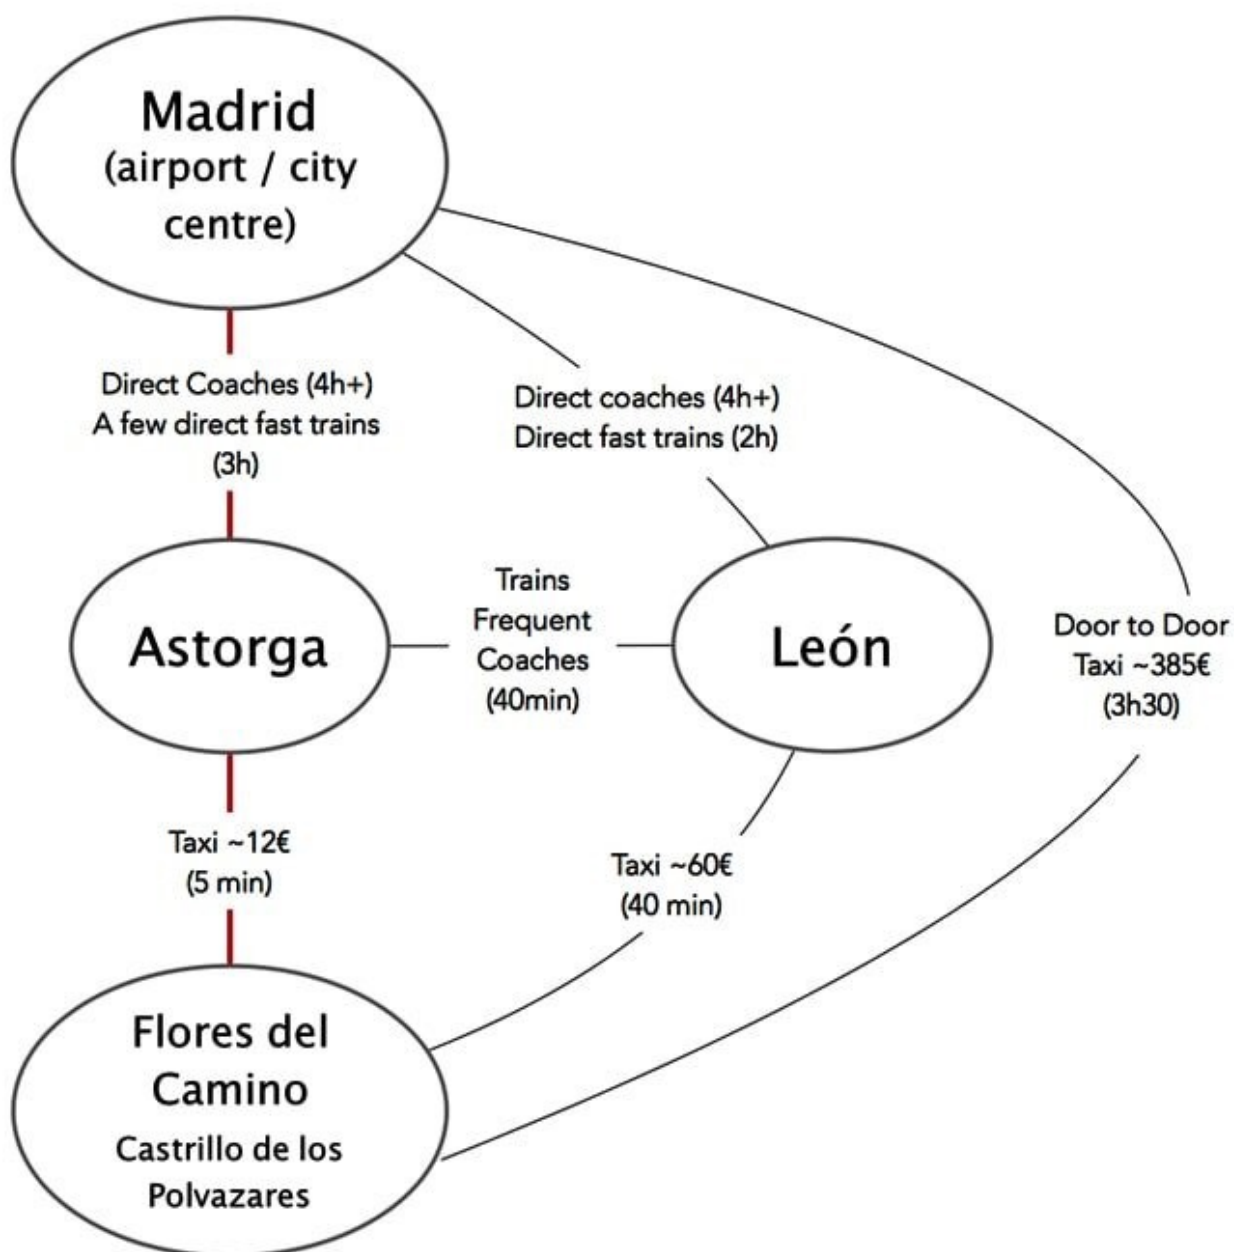 Madrid
(airport / city
centre)
Direct Coaches (4h+)
A few direct fast trains
(3h)
Direct coaches (4h+)
Direct fast trains (2h)
Astorga
Trains
Frequent
Coaches
(40min)
León
Door to Door
Taxi ~385€
(3h30)
Taxi ~12€
(5 min)
Taxi ~60€
(40 min)
Flores del
Camino
Castrillo de los
Polvazares